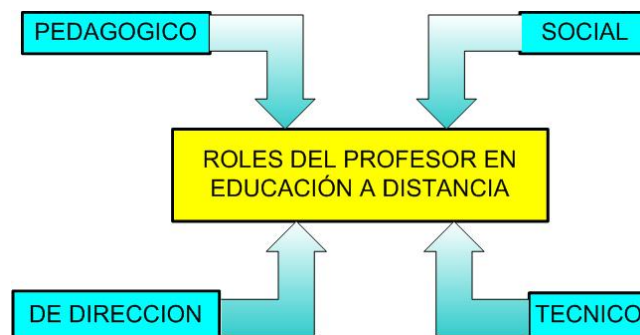 PEDAGOGICO
SOCIAL
ROLES DEL PROFESOR EN
EDUCACIÓN A DISTANCIA
DE DIRECCION
TECNICO